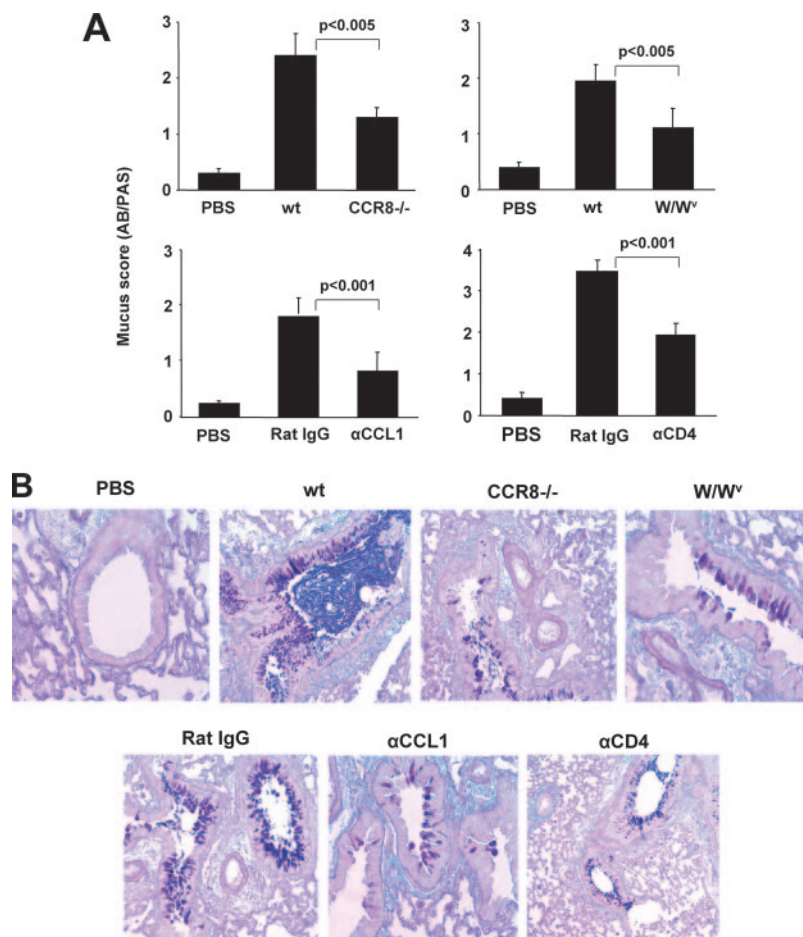 A
Mucus score (AB/PAS)
3
2
1
0
p<0.005
PBS wt CCR8-/-
3
2
1
0
p<0.005
PBS wt W/Wᵛ
3
2
1
0
p<0.001
PBS Rat IgG αCCL1
4
3
2
1
0
p<0.001
PBS Rat IgG αCD4
B
PBS wt CCR8-/- W/Wᵛ
Rat IgG αCCL1 αCD4